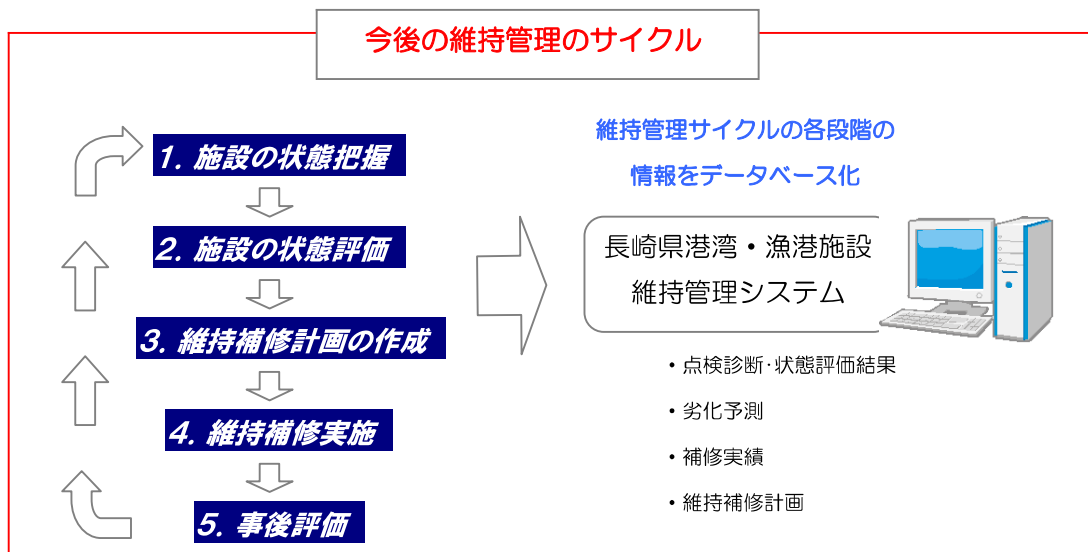 今後の維持管理のサイクル
1. 施設の状態把握
2. 施設の状態評価
3. 維持補修計画の作成
4. 維持補修実施
5. 事後評価
維持管理サイクルの各段階の
情報をデータベース化
長崎県港湾・漁港施設
維持管理システム
・点検診断･状態評価結果
・劣化予測
・補修実績
・維持補修計画